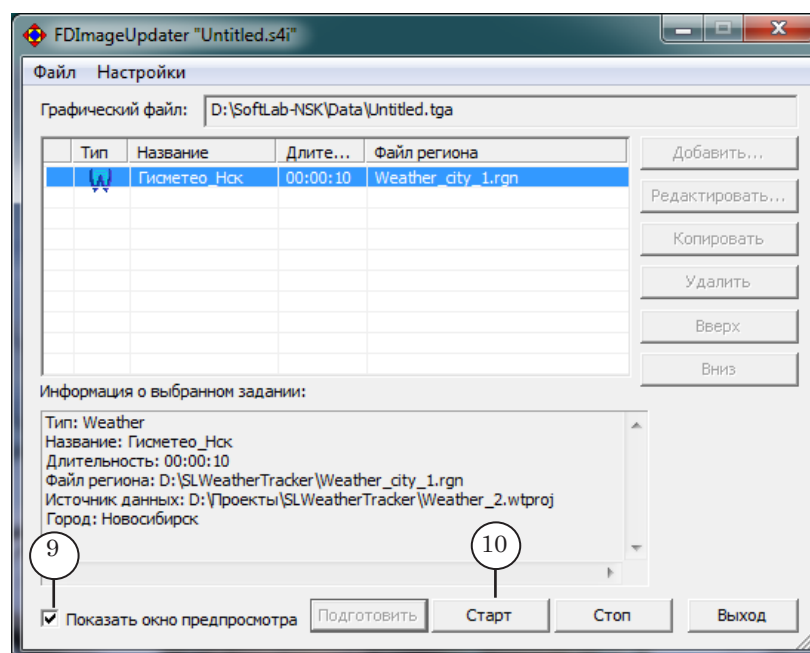 FDImageUpdater "Untitled.s4i"
Файл Настройки
Графический файл: D:\SoftLab-NSK\Data\Untitled.tga
Тип Название Длите... Файл региона
Гисметео_Нск 00:00:10 Weather_city_1.rgn
Добавить...
Редактировать...
Копировать
Удалить
Вверх
Вниз
Информация о выбранном задании:
Тип: Weather
Название: Гисметео_Нск
Длительность: 00:00:10
Файл региона: D:\SLWeatherTracker\Weather_city_1.rgn
Источник данных: D:\Проекты\SLWeatherTracker\Weather_2.wtproj
Город: Новосибирск
9 10
Показать окно предпросмотра Подготовить Старт Стоп Выход